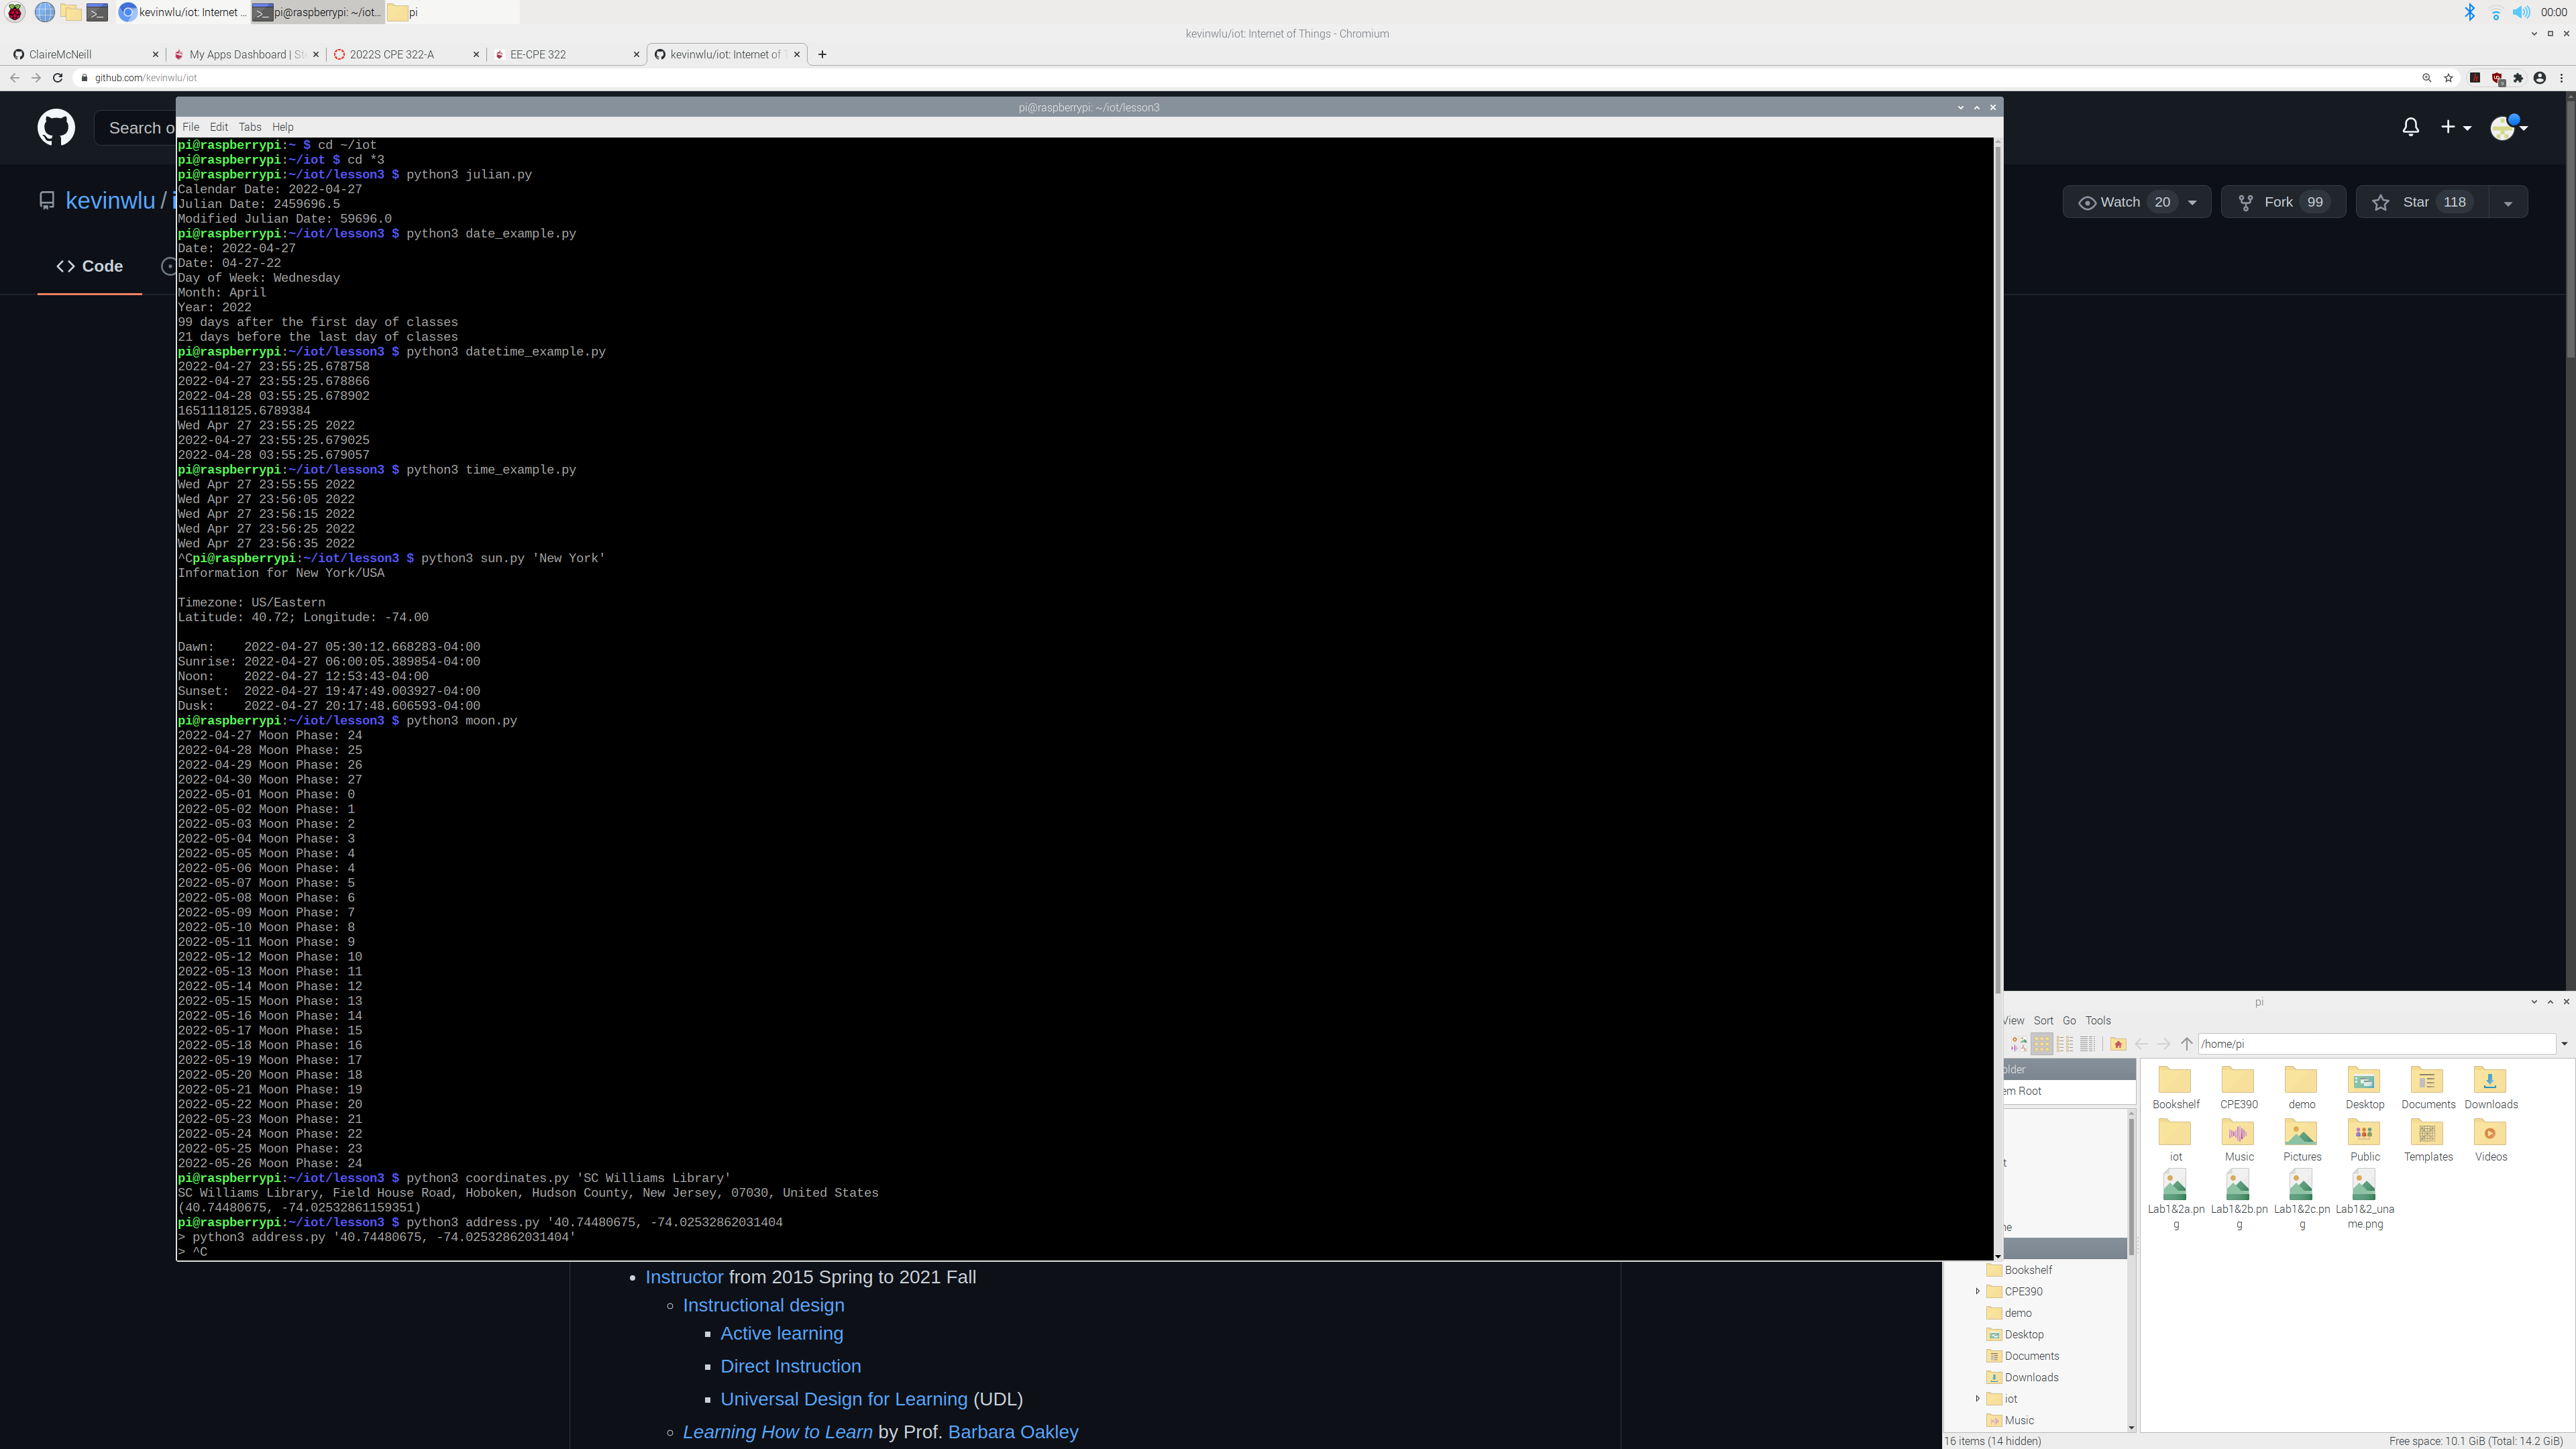 kevinwlu/iot: Internet ...
pi@raspberrypi: ~/iot...
pi
00:00
kevinwlu/iot: Internet of Things - Chromium
ClaireMcNeill
My Apps Dashboard | St
2022S CPE 322-A
EE-CPE 322
kevinwlu/iot: Internet of T
github.com/kevinwlu/iot
pi@raspberrypi: ~/iot/lesson3
File Edit Tabs Help
Search o
kevinwlu / i
Watch 20
Fork 99
Star 118
Code
pi@raspberrypi:~ $ cd ~/iot
pi@raspberrypi:~/iot $ cd *3
pi@raspberrypi:~/iot/lesson3 $ python3 julian.py
Calendar Date: 2022-04-27
Julian Date: 2459696.5
Modified Julian Date: 59696.0
pi@raspberrypi:~/iot/lesson3 $ python3 date_example.py
Date: 2022-04-27
Date: 04-27-22
Day of Week: Wednesday
Month: April
Year: 2022
99 days after the first day of classes
21 days before the last day of classes
pi@raspberrypi:~/iot/lesson3 $ python3 datetime_example.py
2022-04-27 23:55:25.678758
2022-04-27 23:55:25.678866
2022-04-28 03:55:25.678902
1651118125.6789384
Wed Apr 27 23:55:25 2022
2022-04-27 23:55:25.679025
2022-04-28 03:55:25.679057
pi@raspberrypi:~/iot/lesson3 $ python3 time_example.py
Wed Apr 27 23:55:55 2022
Wed Apr 27 23:56:05 2022
Wed Apr 27 23:56:15 2022
Wed Apr 27 23:56:25 2022
Wed Apr 27 23:56:35 2022
^Cpi@raspberrypi:~/iot/lesson3 $ python3 sun.py 'New York'
Information for New York/USA
Timezone: US/Eastern
Latitude: 40.72; Longitude: -74.00
Dawn:    2022-04-27 05:30:12.668283-04:00
Sunrise: 2022-04-27 06:00:05.389854-04:00
Noon:    2022-04-27 12:53:43-04:00
Sunset:  2022-04-27 19:47:49.003927-04:00
Dusk:    2022-04-27 20:17:48.606593-04:00
pi@raspberrypi:~/iot/lesson3 $ python3 moon.py
2022-04-27 Moon Phase: 24
2022-04-28 Moon Phase: 25
2022-04-29 Moon Phase: 26
2022-04-30 Moon Phase: 27
2022-05-01 Moon Phase: 0
2022-05-02 Moon Phase: 1
2022-05-03 Moon Phase: 2
2022-05-04 Moon Phase: 3
2022-05-05 Moon Phase: 4
2022-05-06 Moon Phase: 4
2022-05-07 Moon Phase: 5
2022-05-08 Moon Phase: 6
2022-05-09 Moon Phase: 7
2022-05-10 Moon Phase: 8
2022-05-11 Moon Phase: 9
2022-05-12 Moon Phase: 10
2022-05-13 Moon Phase: 11
2022-05-14 Moon Phase: 12
2022-05-15 Moon Phase: 13
2022-05-16 Moon Phase: 14
2022-05-17 Moon Phase: 15
2022-05-18 Moon Phase: 16
2022-05-19 Moon Phase: 17
2022-05-20 Moon Phase: 18
2022-05-21 Moon Phase: 19
2022-05-22 Moon Phase: 20
2022-05-23 Moon Phase: 21
2022-05-24 Moon Phase: 22
2022-05-25 Moon Phase: 23
2022-05-26 Moon Phase: 24
pi@raspberrypi:~/iot/lesson3 $ python3 coordinates.py 'SC Williams Library'
SC Williams Library, Field House Road, Hoboken, Hudson County, New Jersey, 07030, United States
(40.74480675, -74.02532861159351)
pi@raspberrypi:~/iot/lesson3 $ python3 address.py '40.74480675, -74.02532862031404
> python3 address.py '40.74480675, -74.02532862031404'
> ^C
Instructor from 2015 Spring to 2021 Fall
Instructional design
Active learning
Direct Instruction
Universal Design for Learning (UDL)
Learning How to Learn by Prof. Barbara Oakley
pi
View Sort Go Tools
/home/pi
older
em Root
t
ne
Bookshelf
CPE390
demo
Desktop
Documents
Downloads
iot
Music
Bookshelf CPE390 demo Desktop Documents Downloads
iot Music Pictures Public Templates Videos
Lab1&2a.pn Lab1&2b.pn Lab1&2c.pn Lab1&2_una
g g g me.png
16 items (14 hidden)
Free space: 10.1 GiB (Total: 14.2 GiB)